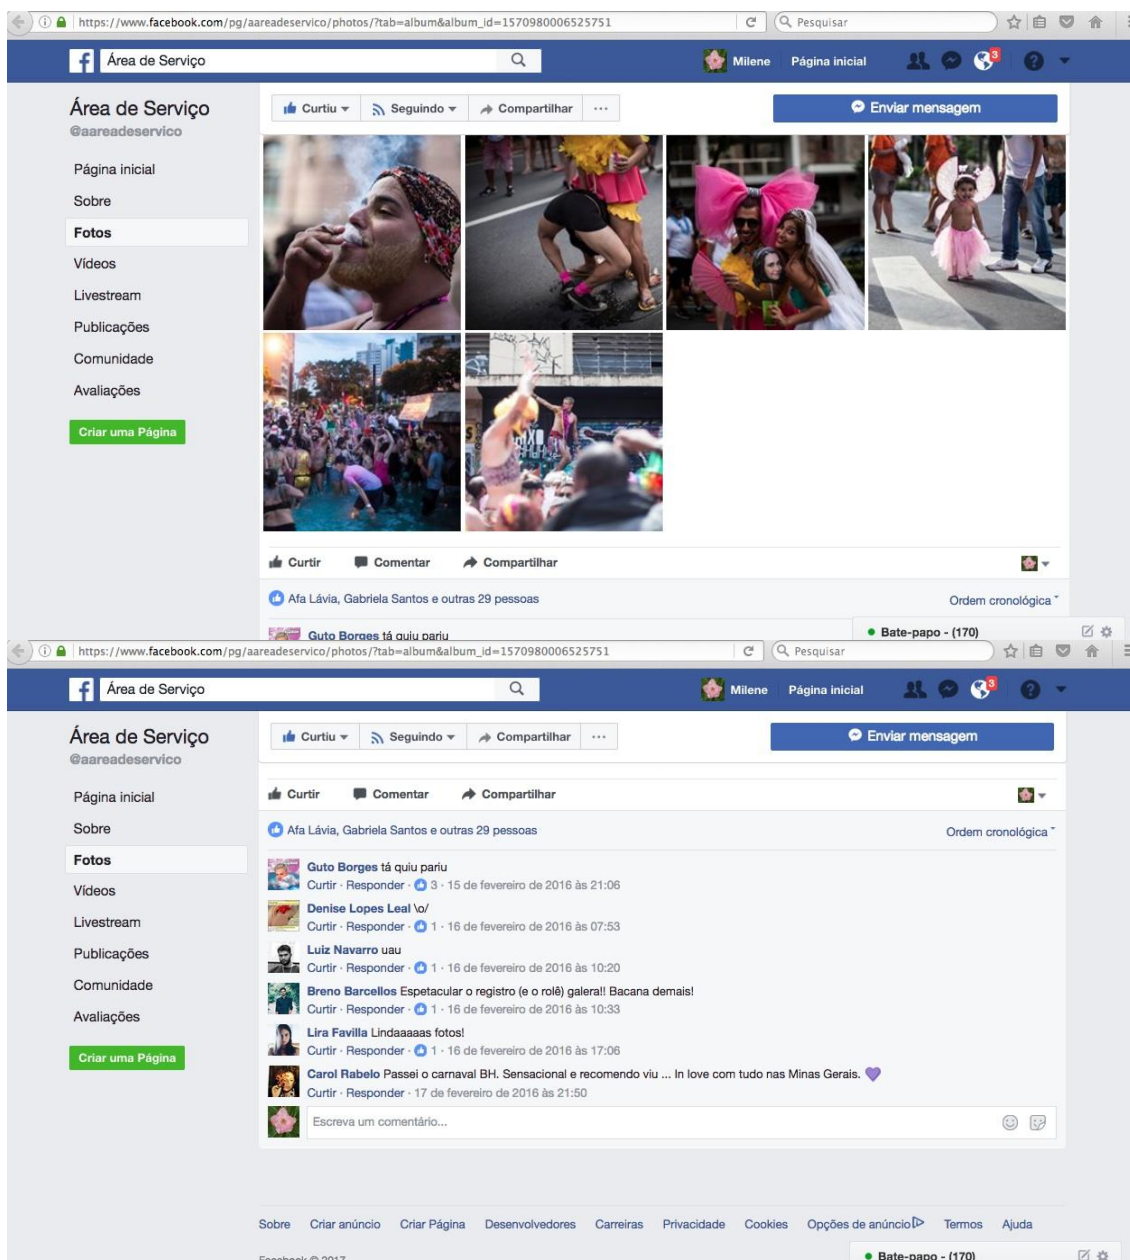 https://www.facebook.com/pg/aareadeservico/photos/?tab=album&album_id=1570980006525751
Pesquisar
Área de Serviço
Milene
Página inicial
3
Área de Serviço
@aareadeservico
Curtiu
Seguindo
Compartilhar
Enviar mensagem
Página inicial
Sobre
Fotos
Vídeos
Livestream
Publicações
Comunidade
Avaliações
Criar uma Página
Curtir Comentar Compartilhar
Afa Lávia, Gabriela Santos e outras 29 pessoas
Ordem cronológica
Guto Borges tá quiu pariu
Bate-papo - (170)
https://www.facebook.com/pg/aareadeservico/photos/?tab=album&album_id=1570980006525751
Pesquisar
Área de Serviço
Milene
Página inicial
3
Área de Serviço
@aareadeservico
Curtiu
Seguindo
Compartilhar
Enviar mensagem
Página inicial
Sobre
Fotos
Vídeos
Livestream
Publicações
Comunidade
Avaliações
Criar uma Página
Curtir Comentar Compartilhar
Afa Lávia, Gabriela Santos e outras 29 pessoas
Ordem cronológica
Guto Borges tá quiu pariu
Curtir · Responder · 3 · 15 de fevereiro de 2016 às 21:06
Denise Lopes Leal \o/
Curtir · Responder · 1 · 16 de fevereiro de 2016 às 07:53
Luiz Navarro uau
Curtir · Responder · 1 · 16 de fevereiro de 2016 às 10:20
Breno Barcellos Espetacular o registro (e o rolê) galera!! Bacana demais!
Curtir · Responder · 1 · 16 de fevereiro de 2016 às 10:33
Lira Favilla Lindaaaaas fotos!
Curtir · Responder · 1 · 16 de fevereiro de 2016 às 17:06
Carol Rabelo Passei o carnaval BH. Sensacional e recomendo viu ... In love com tudo nas Minas Gerais. 💜
Curtir · Responder · 17 de fevereiro de 2016 às 21:50
Escreva um comentário...
Sobre Criar anúncio Criar Página Desenvolvedores Carreiras Privacidade Cookies Opções de anúncio Termos Ajuda
Facebook © 2017
Bate-papo - (170)